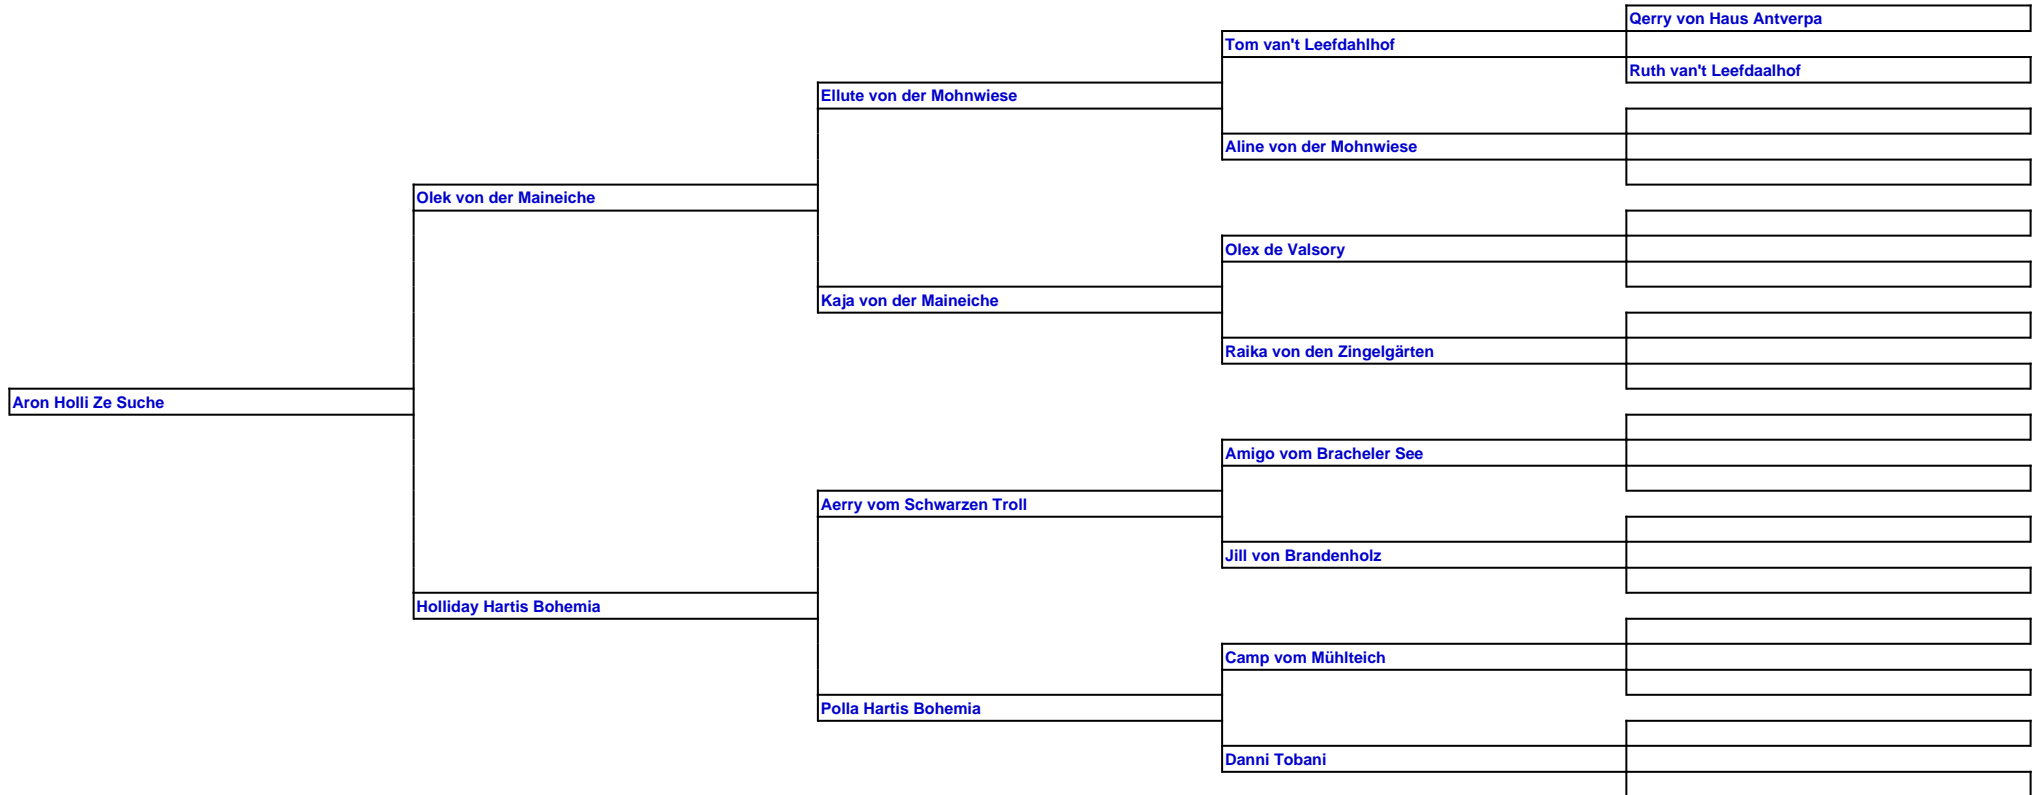 Qerry von Haus Antverpa
Tom van't Leefdahlhof
Ruth van't Leefdaalhof
Ellute von der Mohnwiese
Aline von der Mohnwiese
Olek von der Maineiche
Olex de Valsory
Kaja von der Maineiche
Raika von den Zingelgärten
Aron Holli Ze Suche
Amigo vom Bracheler See
Aerry vom Schwarzen Troll
Jill von Brandenholz
Holliday Hartis Bohemia
Camp vom Mühlteich
Polla Hartis Bohemia
Danni Tobani